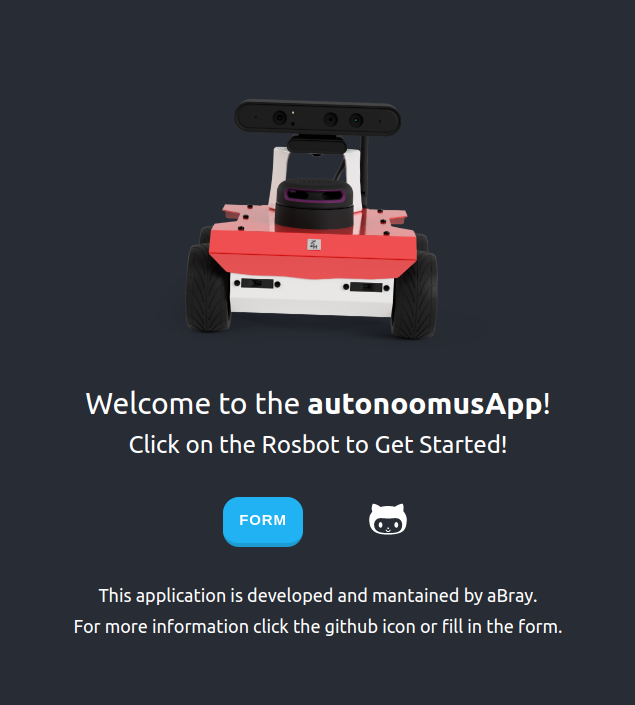 Welcome to the autonoomusApp!
Click on the Rosbot to Get Started!
FORM
This application is developed and mantained by aBray.
For more information click the github icon or fill in the form.